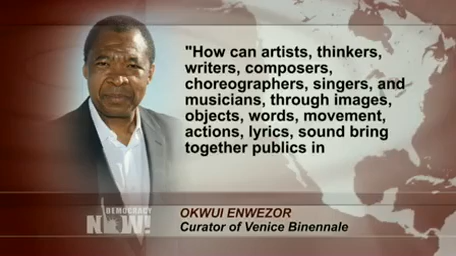 "How can artists, thinkers,
writers, composers,
choreographers, singers, and
musicians, through images,
objects, words, movement,
actions, lyrics, sound bring
together publics in
DEMOCRACY
NOW!
OKWUI ENWEZOR
Curator of Venice Binennale